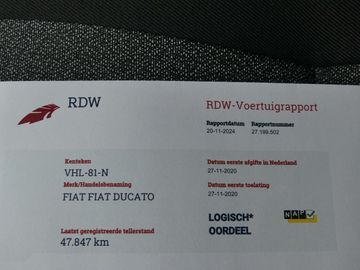 RDW
RDW-Voertuigrapport
Rapportdatum Rapportnummer
20-11-2024 27.199.502
Kenteken
VHL-81-N
Merk/Handelsbenaming
FIAT FIAT DUCATO
Datum eerste afgifte in Nederland
27-11-2020
Datum eerste toelating
27-11-2020
Laatst geregistreerde tellerstand
47.847 km
LOGISCH*
OORDEEL
NAP